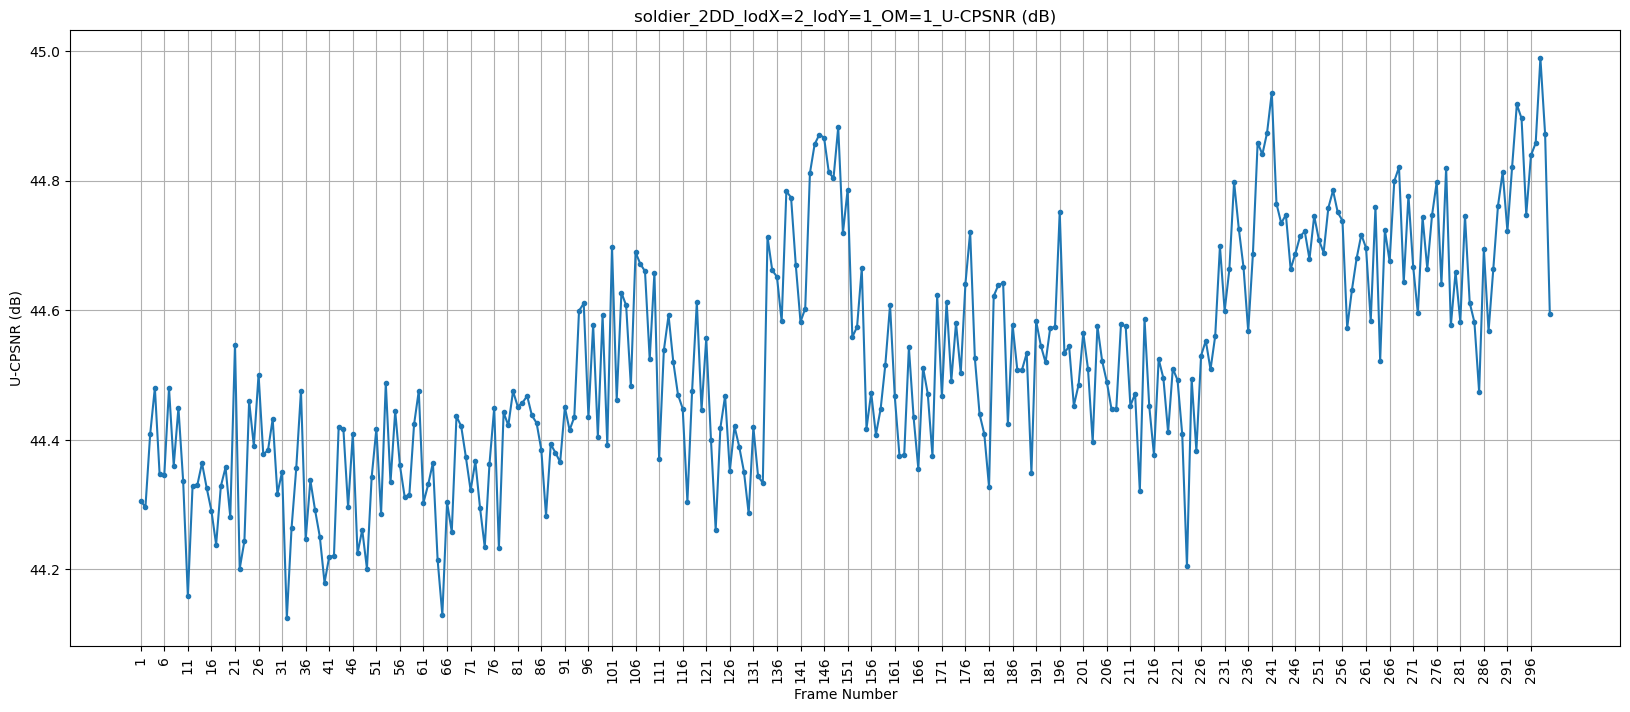 soldier_2DD_lodX=2_lodY=1_OM=1_U-CPSNR (dB)
45.0
44.8
44.6
44.4
44.2
U-CPSNR (dB)
1 6 11 16 21 26 31 36 41 46 51 56 61 66 71 76 81 86 91 96 101 106 111 116 121 126 131 136 141 146 151 156 161 166 171 176 181 186 191 196 201 206 211 216 221 226 231 236 241 246 251 256 261 266 271 276 281 286 291 296
Frame Number